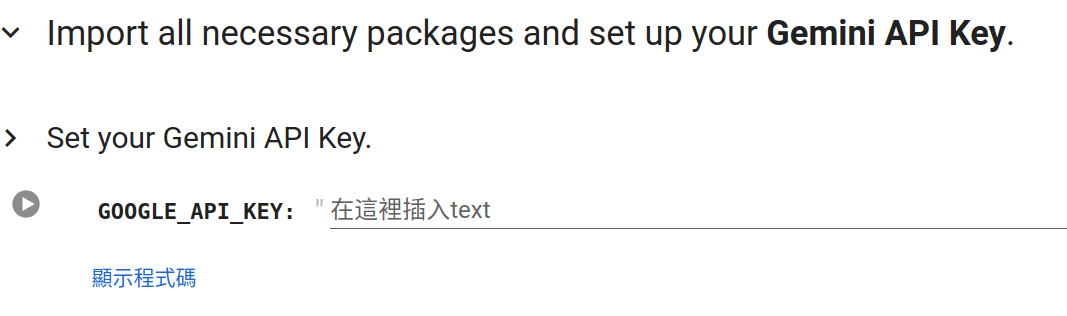 Import all necessary packages and set up your Gemini API Key.
Set your Gemini API Key.
GOOGLE_API_KEY: " 在這裡插入text
顯示程式碼